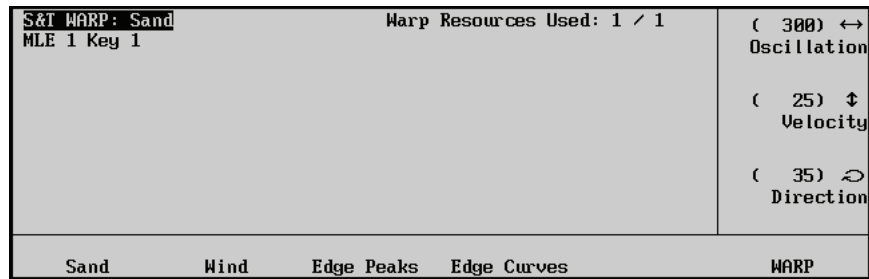 S&T WARP: Sand Warp Resources Used: 1 / 1
MLE 1 Key 1
( 300) ↔
Oscillation
( 25) ↕
Velocity
( 35)
Direction
Sand Wind Edge Peaks Edge Curves WARP